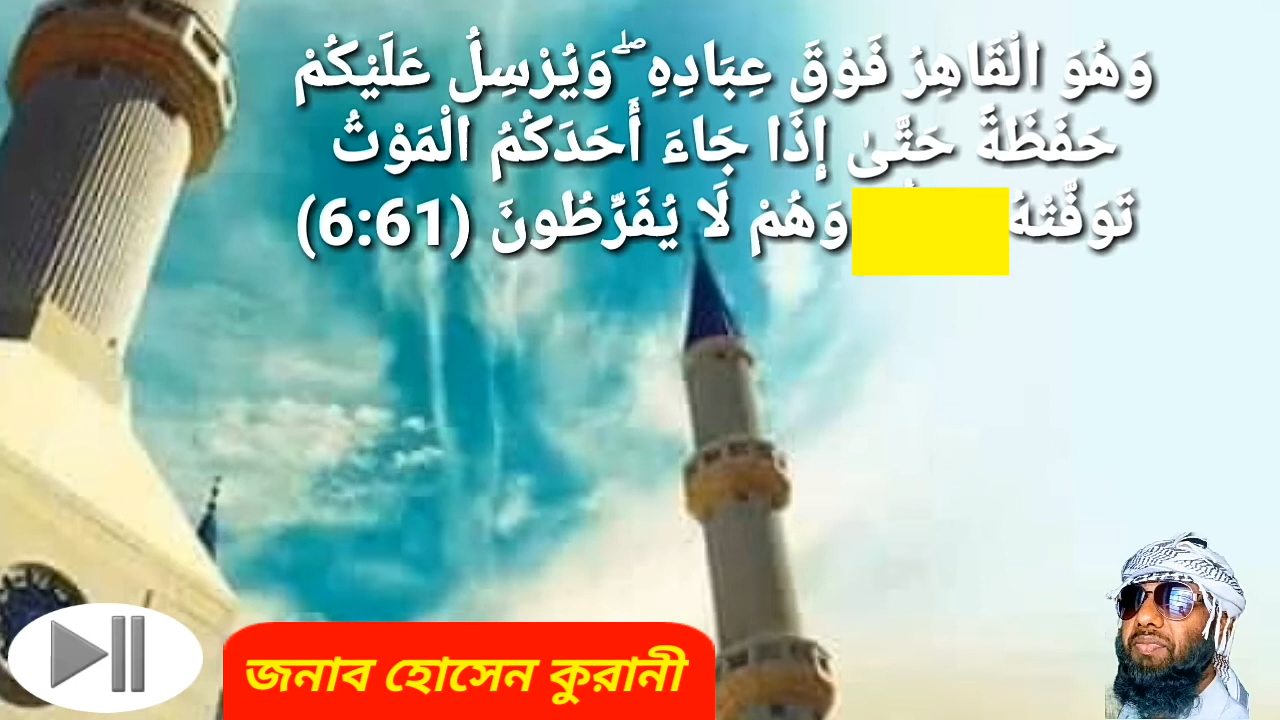 وَهُوَ الْقَاهِرُ فَوْقَ عِبَادِهِ ۖ وَيُرْسِلُ عَلَيْكُمْ
حَفَظَةً حَتَّىٰ إِذَا جَاءَ أَحَدَكُمُ الْمَوْتُ
تَوَفَّتْهُ وَهُمْ لَا يُفَرِّطُونَ (6:61)
জনাব হোসেন কুরানী